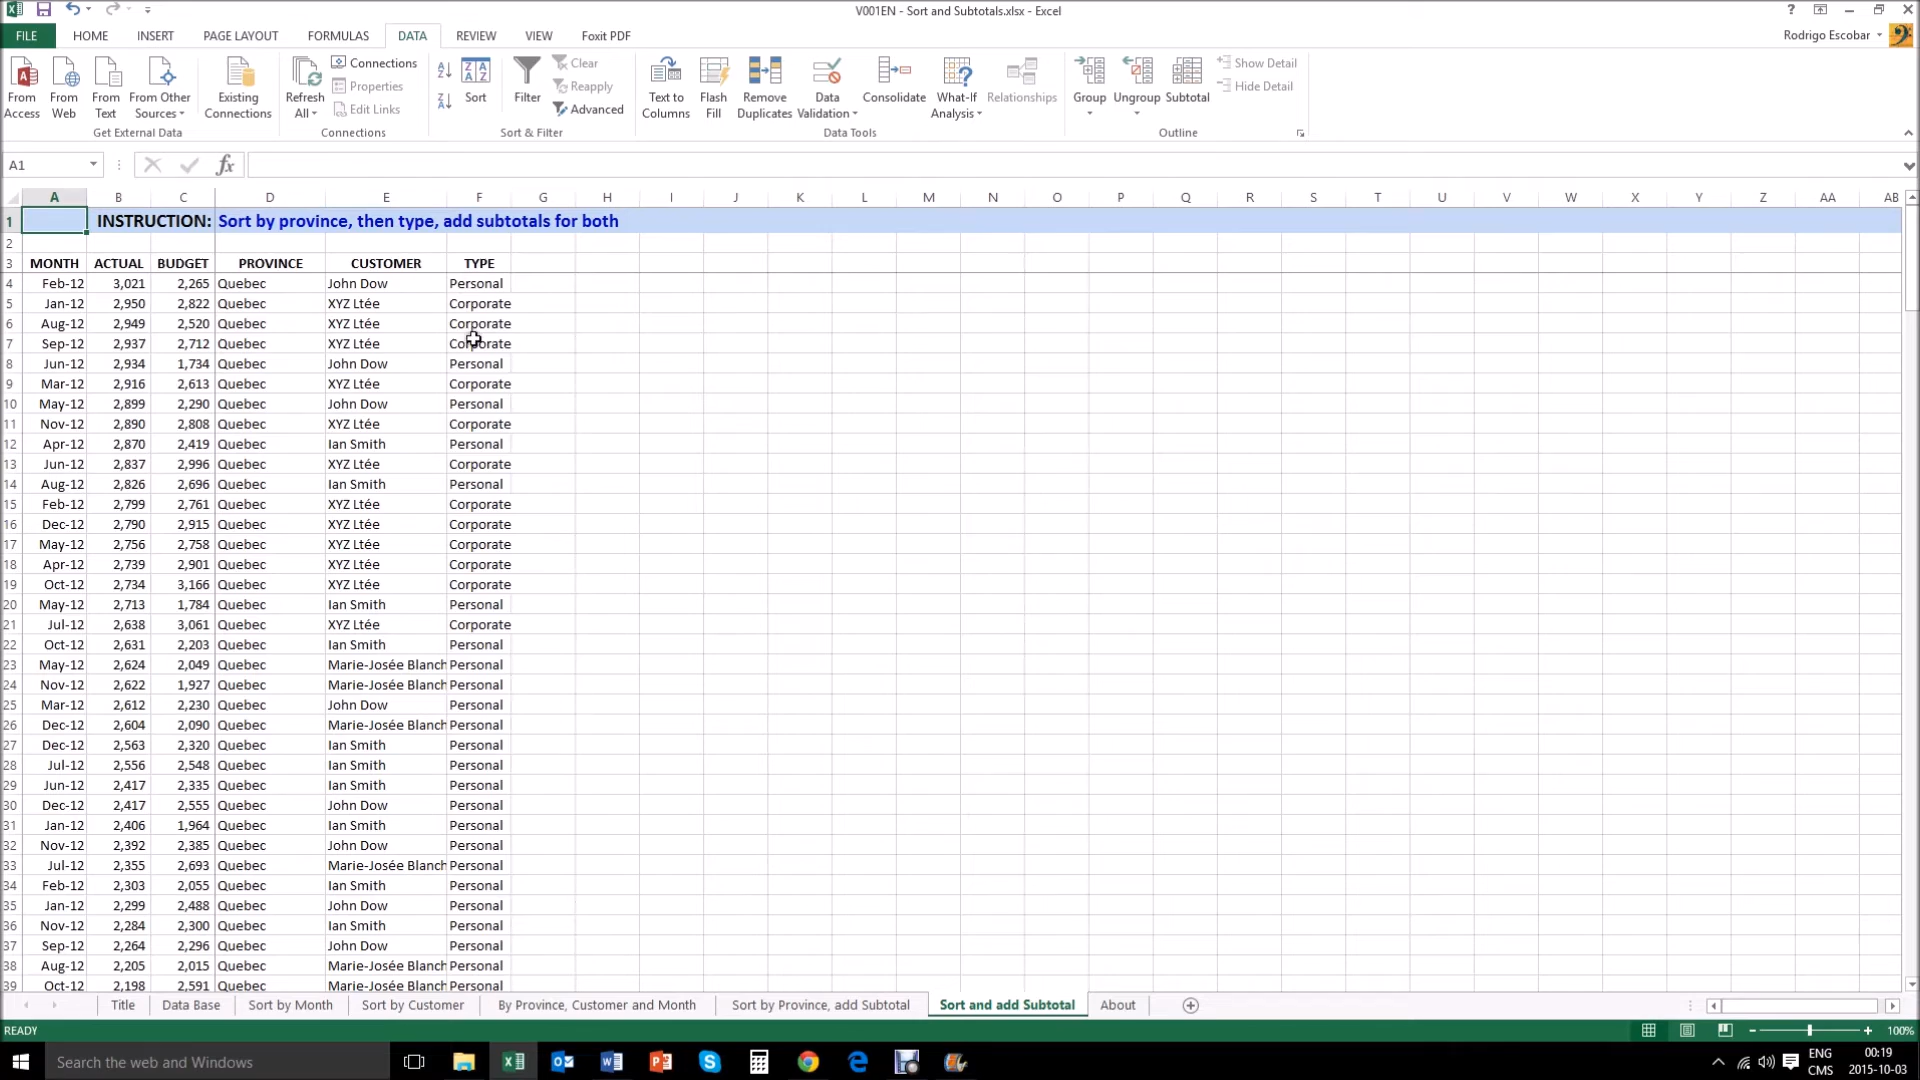 V001EN - Sort and Subtotals.xlsx - Excel
FILE HOME INSERT PAGE LAYOUT FORMULAS DATA REVIEW VIEW Foxit PDF Rodrigo Escobar
From Access From Web From Text From Other Sources Existing Connections Get External Data
Refresh All Connections Properties Edit Links Connections
Sort Filter Clear Reapply Advanced Sort & Filter
Text to Columns Flash Fill Remove Duplicates Data Validation Consolidate What-If Analysis Relationships Data Tools
Group Ungroup Subtotal Show Detail Hide Detail Outline
A1 fx
A B C D E F G H I J K L M N O P Q R S T U V W X Y Z AA AB
1 INSTRUCTION: Sort by province, then type, add subtotals for both
2
3 MONTH ACTUAL BUDGET PROVINCE CUSTOMER TYPE
4 Feb-12 3,021 2,265 Quebec John Dow Personal
5 Jan-12 2,950 2,822 Quebec XYZ Ltée Corporate
6 Aug-12 2,949 2,520 Quebec XYZ Ltée Corporate
7 Sep-12 2,937 2,712 Quebec XYZ Ltée Corporate
8 Jun-12 2,934 1,734 Quebec John Dow Personal
9 Mar-12 2,916 2,613 Quebec XYZ Ltée Corporate
10 May-12 2,899 2,290 Quebec John Dow Personal
11 Nov-12 2,890 2,808 Quebec XYZ Ltée Corporate
12 Apr-12 2,870 2,419 Quebec Ian Smith Personal
13 Jun-12 2,837 2,996 Quebec XYZ Ltée Corporate
14 Aug-12 2,826 2,696 Quebec Ian Smith Personal
15 Feb-12 2,799 2,761 Quebec XYZ Ltée Corporate
16 Dec-12 2,790 2,915 Quebec XYZ Ltée Corporate
17 May-12 2,756 2,758 Quebec XYZ Ltée Corporate
18 Apr-12 2,739 2,901 Quebec XYZ Ltée Corporate
19 Oct-12 2,734 3,166 Quebec XYZ Ltée Corporate
20 May-12 2,713 1,784 Quebec Ian Smith Personal
21 Jul-12 2,638 3,061 Quebec XYZ Ltée Corporate
22 Oct-12 2,631 2,203 Quebec Ian Smith Personal
23 May-12 2,624 2,049 Quebec Marie-Josée Blanch Personal
24 Nov-12 2,622 1,927 Quebec Marie-Josée Blanch Personal
25 Mar-12 2,612 2,230 Quebec John Dow Personal
26 Dec-12 2,604 2,090 Quebec Marie-Josée Blanch Personal
27 Dec-12 2,563 2,320 Quebec Ian Smith Personal
28 Jul-12 2,556 2,548 Quebec Ian Smith Personal
29 Jun-12 2,417 2,335 Quebec Ian Smith Personal
30 Dec-12 2,417 2,555 Quebec John Dow Personal
31 Jan-12 2,406 1,964 Quebec Ian Smith Personal
32 Nov-12 2,392 2,385 Quebec John Dow Personal
33 Jul-12 2,355 2,693 Quebec Marie-Josée Blanch Personal
34 Feb-12 2,303 2,055 Quebec Ian Smith Personal
35 Jan-12 2,299 2,488 Quebec John Dow Personal
36 Nov-12 2,284 2,300 Quebec Ian Smith Personal
37 Sep-12 2,264 2,296 Quebec John Dow Personal
38 Aug-12 2,205 2,015 Quebec Marie-Josée Blanch Personal
39 Oct-12 2,198 2,591 Quebec Marie-Josée Blanch Personal
Title Data Base Sort by Month Sort by Customer By Province, Customer and Month Sort by Province, add Subtotal Sort and add Subtotal About
READY 100%
Search the web and Windows ENG CMS 00:19 2015-10-03